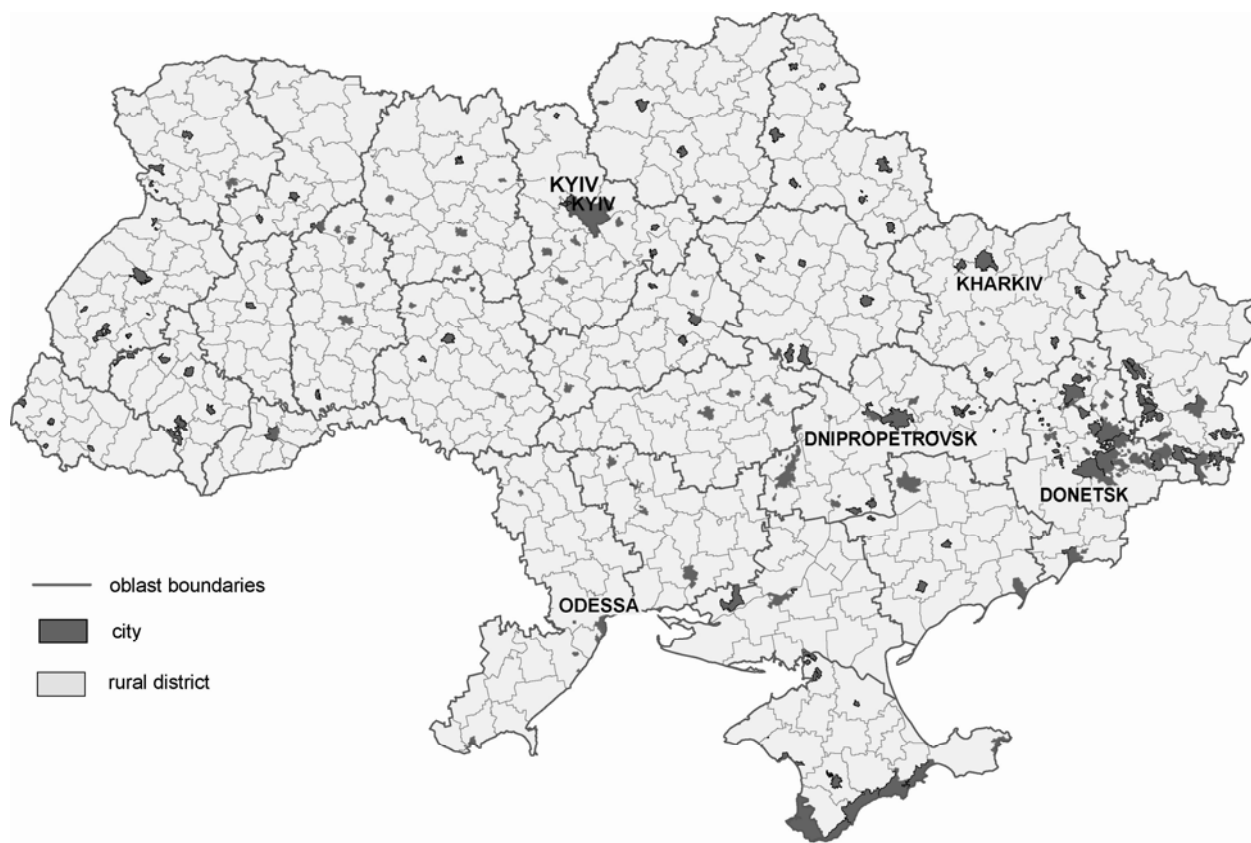 KYIV
KYIV
KHARKIV
DNIPROPETROVSK
DONETSK
oblast boundaries
ODESSA
city
rural district